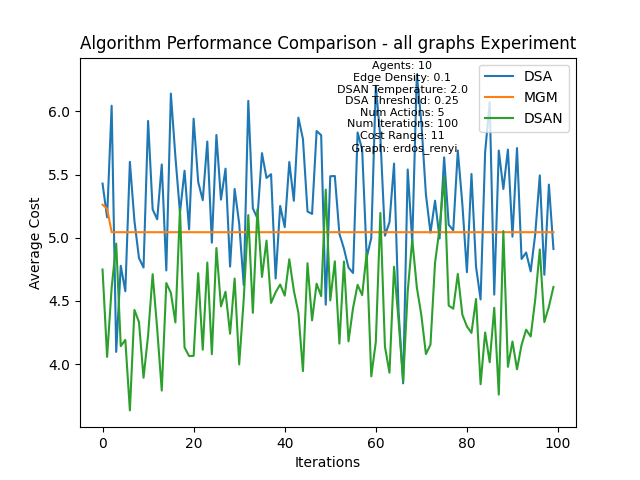 Algorithm Performance Comparison - all graphs Experiment
Agents: 10
Edge Density: 0.1
DSAN Temperature: 2.0
DSA Threshold: 0.25
Num Actions: 5
Num Iterations: 100
Cost Range: 11
Graph: erdos_renyi
DSA
MGM
DSAN
Average Cost
6.0
5.5
5.0
4.5
4.0
0 20 40 60 80 100
Iterations